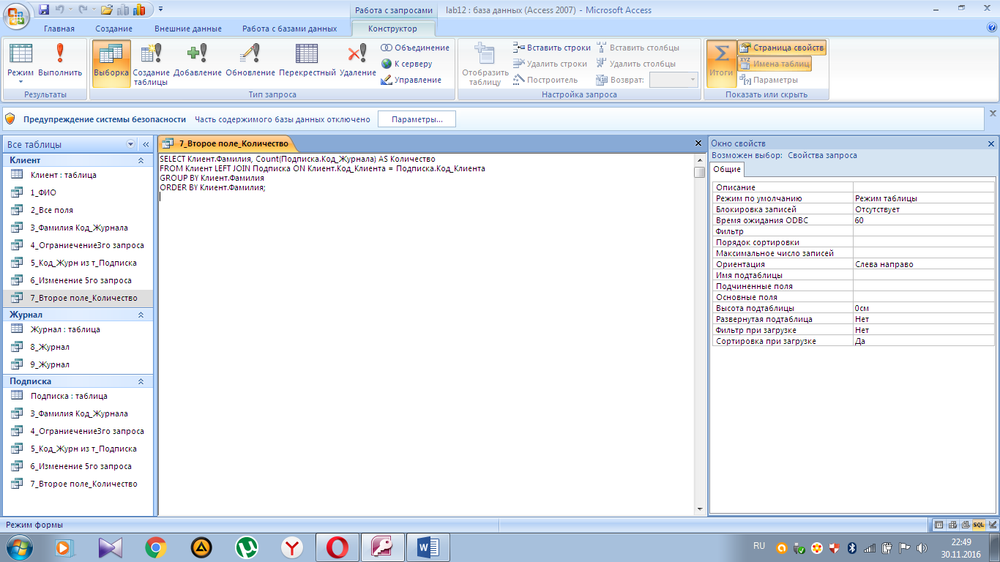 Работа с запросами
lab12 : база данных (Access 2007) - Microsoft Access
Главная Создание Внешние данные Работа с базами данных Конструктор
Режим Выполнить
Результаты
Выборка Создание таблицы Добавление Обновление Перекрестный Удаление
Объединение
К серверу
Управление
Тип запроса
Отобразить таблицу
Вставить строки
Удалить строки
Построитель
Вставить столбцы
Удалить столбцы
Возврат:
Настройка запроса
Итоги
Страница свойств
XYZ Имена таблиц
Параметры
Показать или скрыть
Предупреждение системы безопасности Часть содержимого базы данных отключено Параметры...
Все таблицы
Клиент
Клиент : таблица
1_ФИО
2_Все поля
3_Фамилия Код_Журнала
4_Ограниечение3го запроса
5_Код_Журн из т_Подписка
6_Изменение 5го запроса
7_Второе поле_Количество
Журнал
Журнал : таблица
8_Журнал
9_Журнал
Подписка
Подписка : таблица
3_Фамилия Код_Журнала
4_Ограниечение3го запроса
5_Код_Журн из т_Подписка
6_Изменение 5го запроса
7_Второе поле_Количество
7_Второе поле_Количество
SELECT Клиент.Фамилия, Count(Подписка.Код_Журнала) AS Количество
FROM Клиент LEFT JOIN Подписка ON Клиент.Код_Клиента = Подписка.Код_Клиента
GROUP BY Клиент.Фамилия
ORDER BY Клиент.Фамилия;
Окно свойств
Возможен выбор: Свойства запроса
Общие
Описание
Режим по умолчанию Режим таблицы
Блокировка записей Отсутствует
Время ожидания ODBC 60
Фильтр
Порядок сортировки
Максимальное число записей
Ориентация Слева направо
Имя подтаблицы
Подчиненные поля
Основные поля
Высота подтаблицы 0см
Развернутая подтаблица Нет
Фильтр при загрузке Нет
Сортировка при загрузке Да
Режим формы
SQL
RU
22:49
30.11.2016